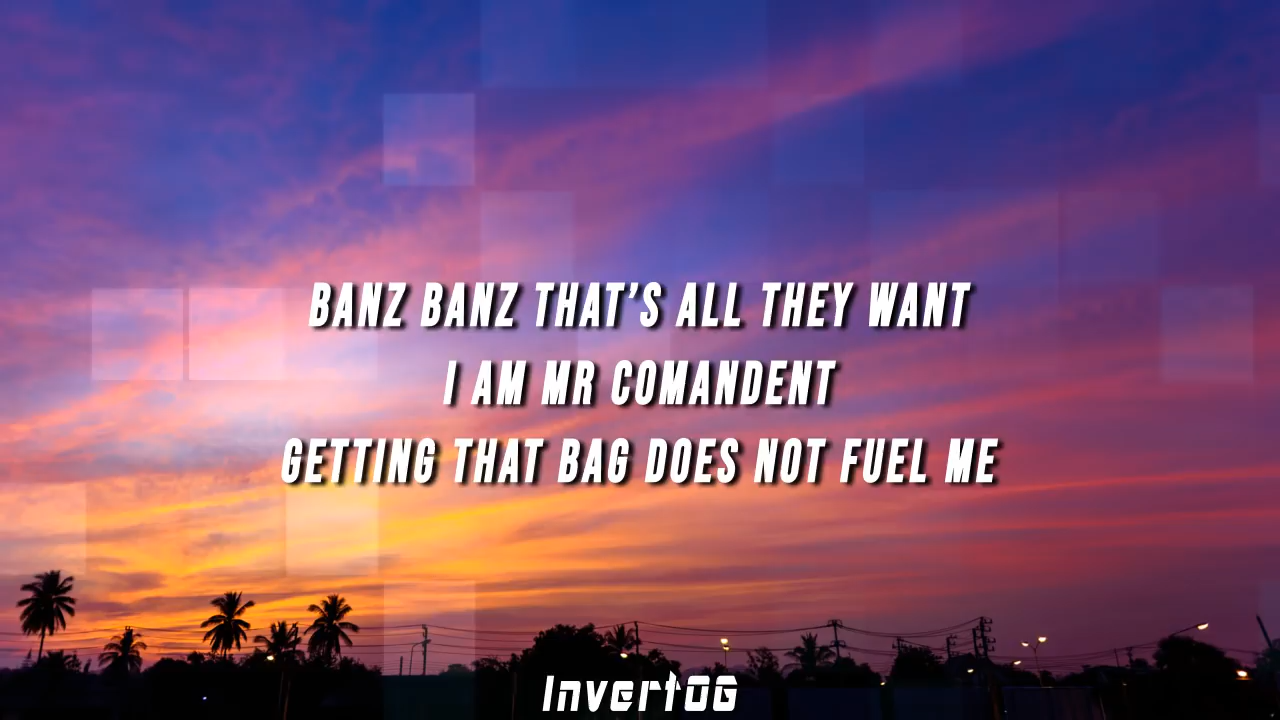 BANZ BANZ THAT'S ALL THEY WANT
I AM MR COMANDENT
GETTING THAT BAG DOES NOT FUEL ME
InvertOG